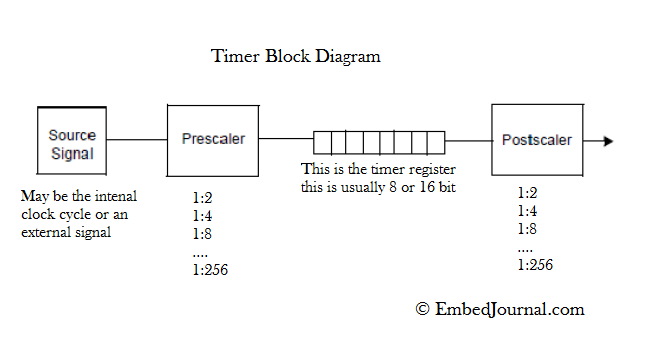 Timer Block Diagram
Source
Signal
Prescaler
Postscaler
May be the intenal
clock cycle or an
external signal
1:2
1:4
1:8
....
1:256
This is the timer register
this is usually 8 or 16 bit
1:2
1:4
1:8
....
1:256
© EmbedJournal.com